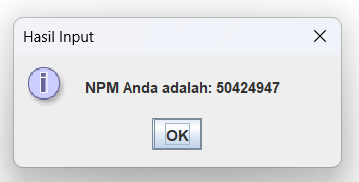 Hasil Input
NPM Anda adalah: 50424947
OK